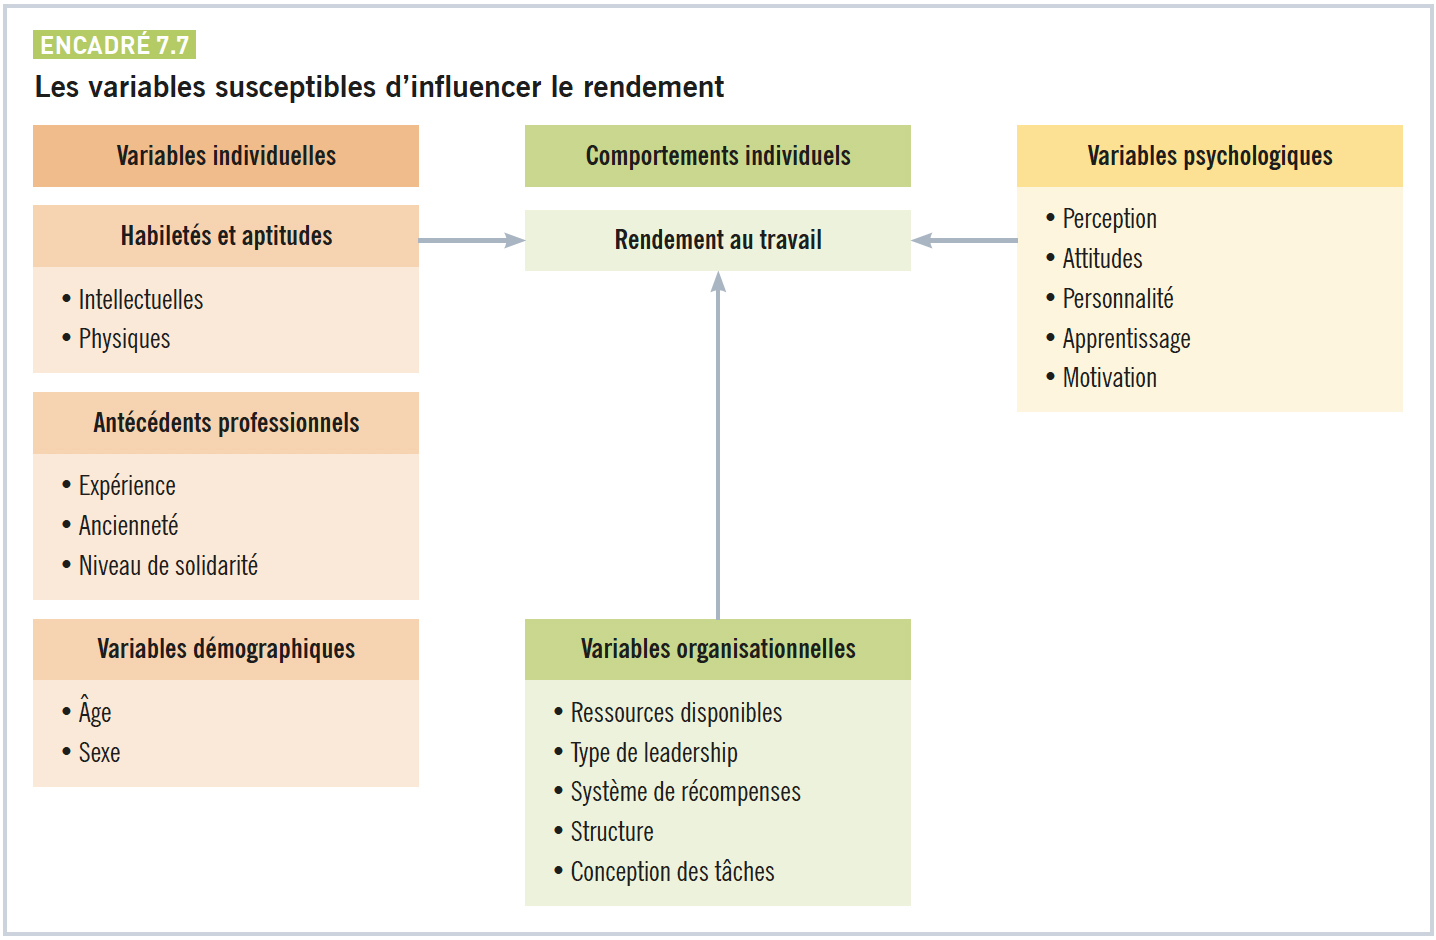 ENCADRÉ 7.7
Les variables susceptibles d’influencer le rendement
Variables individuelles
Habiletés et aptitudes
• Intellectuelles
• Physiques
Antécédents professionnels
• Expérience
• Ancienneté
• Niveau de solidarité
Variables démographiques
• Âge
• Sexe
Comportements individuels
Rendement au travail
Variables organisationnelles
• Ressources disponibles
• Type de leadership
• Système de récompenses
• Structure
• Conception des tâches
Variables psychologiques
• Perception
• Attitudes
• Personnalité
• Apprentissage
• Motivation